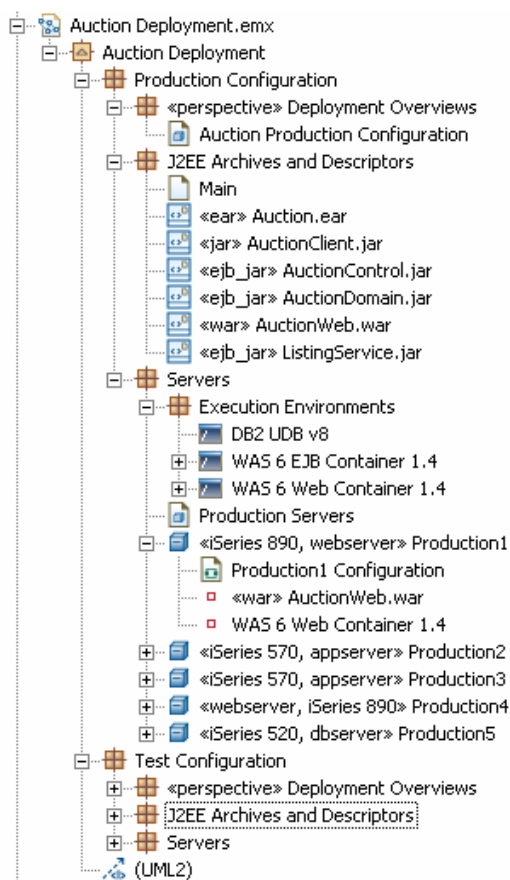 Auction Deployment.emx
Auction Deployment
Production Configuration
«perspective» Deployment Overviews
Auction Production Configuration
J2EE Archives and Descriptors
Main
«ear» Auction.ear
«jar» AuctionClient.jar
«ejb_jar» AuctionControl.jar
«ejb_jar» AuctionDomain.jar
«war» AuctionWeb.war
«ejb_jar» ListingService.jar
Servers
Execution Environments
DB2 UDB v8
WAS 6 EJB Container 1.4
WAS 6 Web Container 1.4
Production Servers
«iSeries 890, webserver» Production1
Production1 Configuration
«war» AuctionWeb.war
WAS 6 Web Container 1.4
«iSeries 570, appserver» Production2
«iSeries 570, appserver» Production3
«webserver, iSeries 890» Production4
«iSeries 520, dbserver» Production5
Test Configuration
«perspective» Deployment Overviews
J2EE Archives and Descriptors
Servers
(UML2)